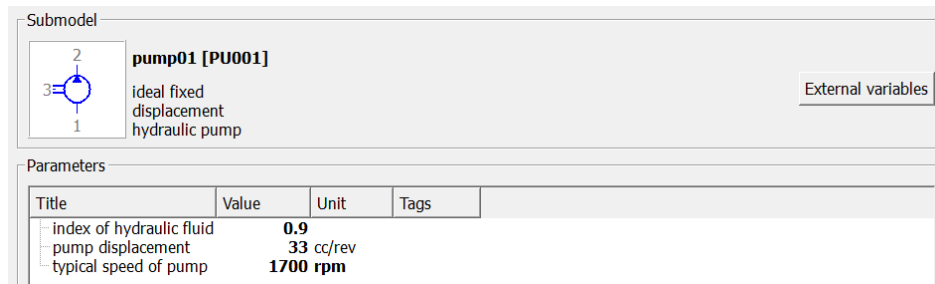 Submodel
2
pump01 [PU001]
3
ideal fixed
displacement
hydraulic pump
1
External variables
Parameters
Title Value Unit Tags
index of hydraulic fluid 0.9
pump displacement 33 cc/rev
typical speed of pump 1700 rpm